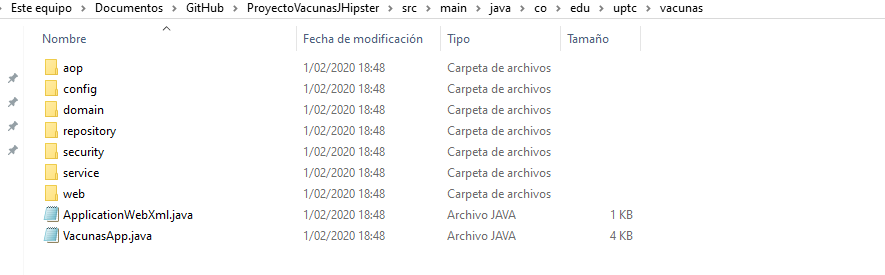 Este equipo > Documentos > GitHub > ProyectoVacunasJHipster > src > main > java > co > edu > uptc > vacunas
Nombre Fecha de modificación Tipo Tamaño
aop 1/02/2020 18:48 Carpeta de archivos
config 1/02/2020 18:48 Carpeta de archivos
domain 1/02/2020 18:48 Carpeta de archivos
repository 1/02/2020 18:48 Carpeta de archivos
security 1/02/2020 18:48 Carpeta de archivos
service 1/02/2020 18:48 Carpeta de archivos
web 1/02/2020 18:48 Carpeta de archivos
ApplicationWebXml.java 1/02/2020 18:48 Archivo JAVA 1 KB
VacunasApp.java 1/02/2020 18:48 Archivo JAVA 4 KB